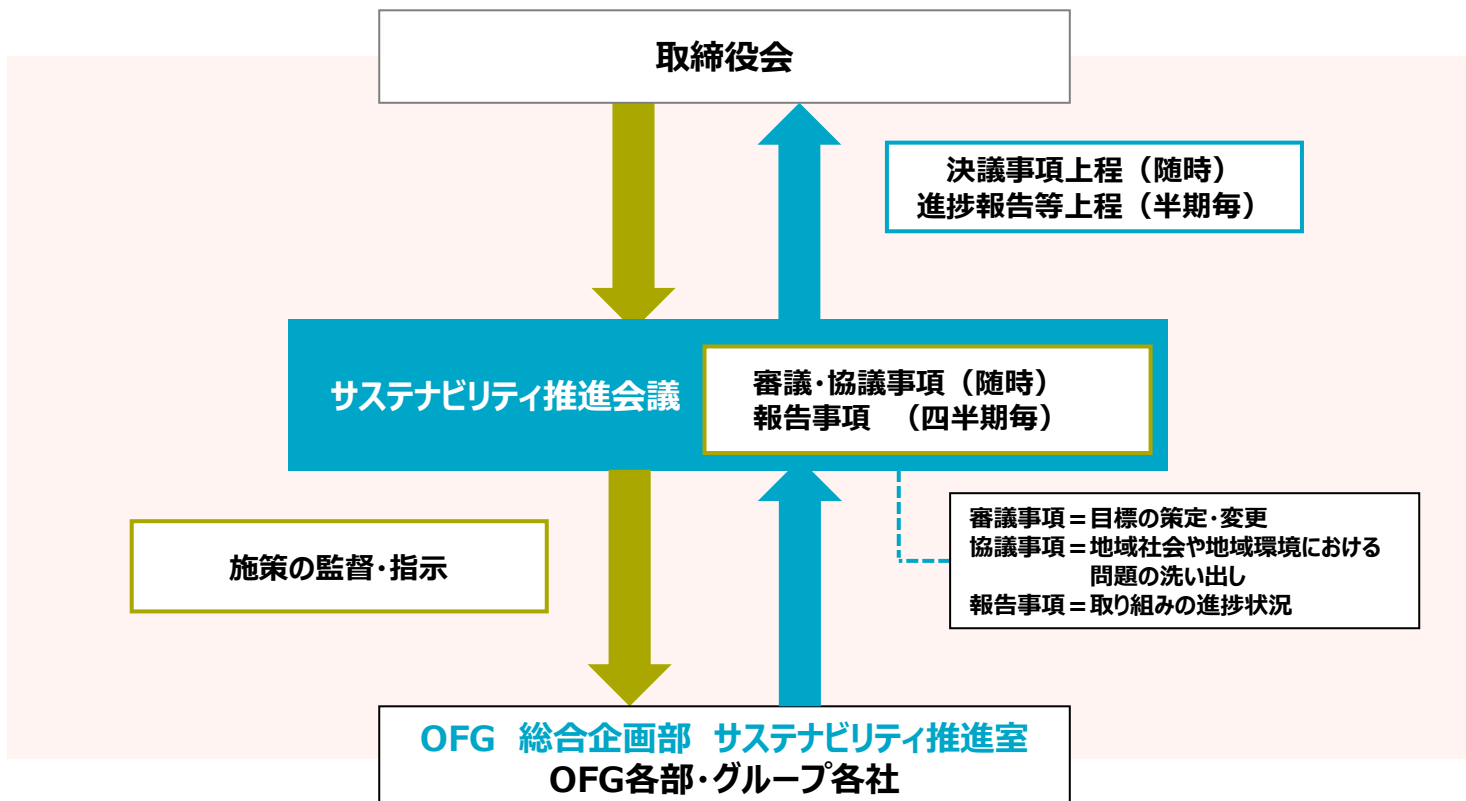 取締役会
決議事項上程（随時）
進捗報告等上程（半期毎）
サステナビリティ推進会議
審議・協議事項（随時）
報告事項　（四半期毎）
施策の監督・指示
審議事項＝目標の策定・変更
協議事項＝地域社会や地域環境における
問題の洗い出し
報告事項＝取り組みの進捗状況
OFG　総合企画部　サステナビリティ推進室
OFG各部・グループ各社